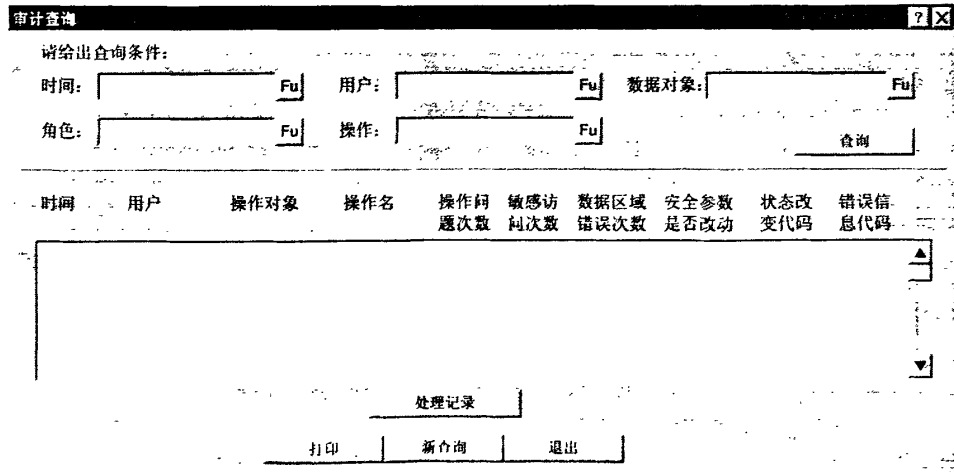 审计查询 ? X
请给出查询条件:
时间: Fu 用户: Fu 数据对象: Fu
角色: Fu 操作: Fu 查询
时间 用户 操作对象 操作名 操作问题次数 敏感访问次数 数据区域错误次数 安全参数是否改动 状态改变代码 错误信息代码
处理记录
打印 新查询 退出